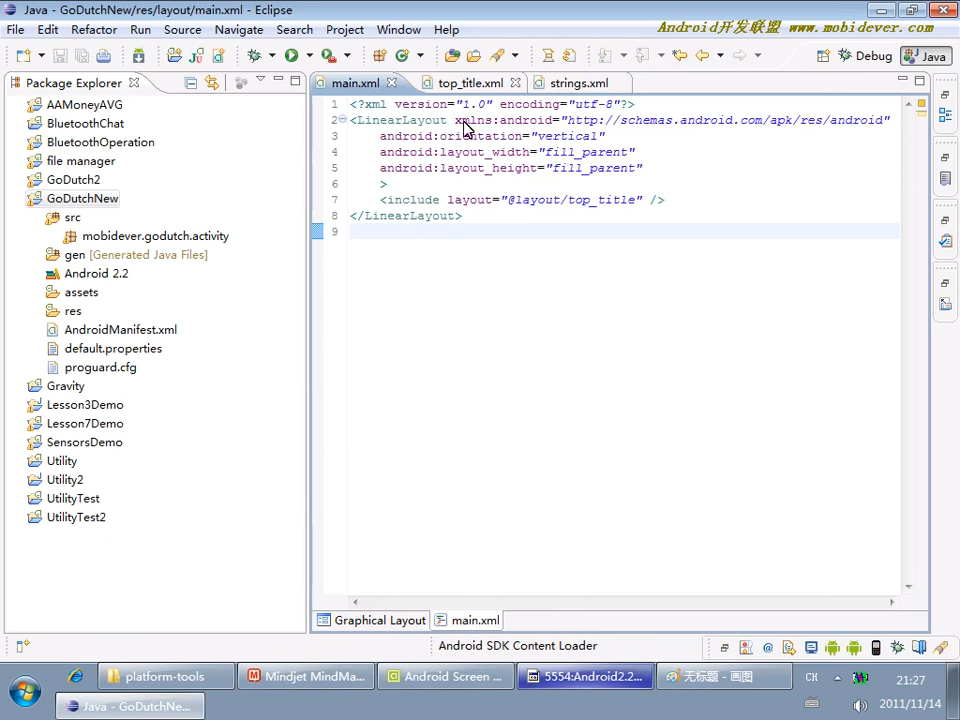 Java - GoDutchNew/res/layout/main.xml - Eclipse
File Edit Refactor Run Source Navigate Search Project Window Help
Android开发联盟 www.mobidever.com
Debug Java
Package Explorer
main.xml top_title.xml strings.xml
AAMoneyAVG
BluetoothChat
BluetoothOperation
file manager
GoDutch2
GoDutchNew
src
mobidever.godutch.activity
gen [Generated Java Files]
Android 2.2
assets
res
AndroidManifest.xml
default.properties
proguard.cfg
Gravity
Lesson3Demo
Lesson7Demo
SensorsDemo
Utility
Utility2
UtilityTest
UtilityTest2
1 <?xml version="1.0" encoding="utf-8"?>
2 <LinearLayout xmlns:android="http://schemas.android.com/apk/res/android"
3 android:orientation="vertical"
4 android:layout_width="fill_parent"
5 android:layout_height="fill_parent"
6 >
7 <include layout="@layout/top_title" />
8 </LinearLayout>
9
Graphical Layout main.xml
Android SDK Content Loader
platform-tools Mindjet MindMa... Android Screen ... 5554:Android2.2... 无标题 - 画图 CH 21:27
Java - GoDutchNe... 2011/11/14